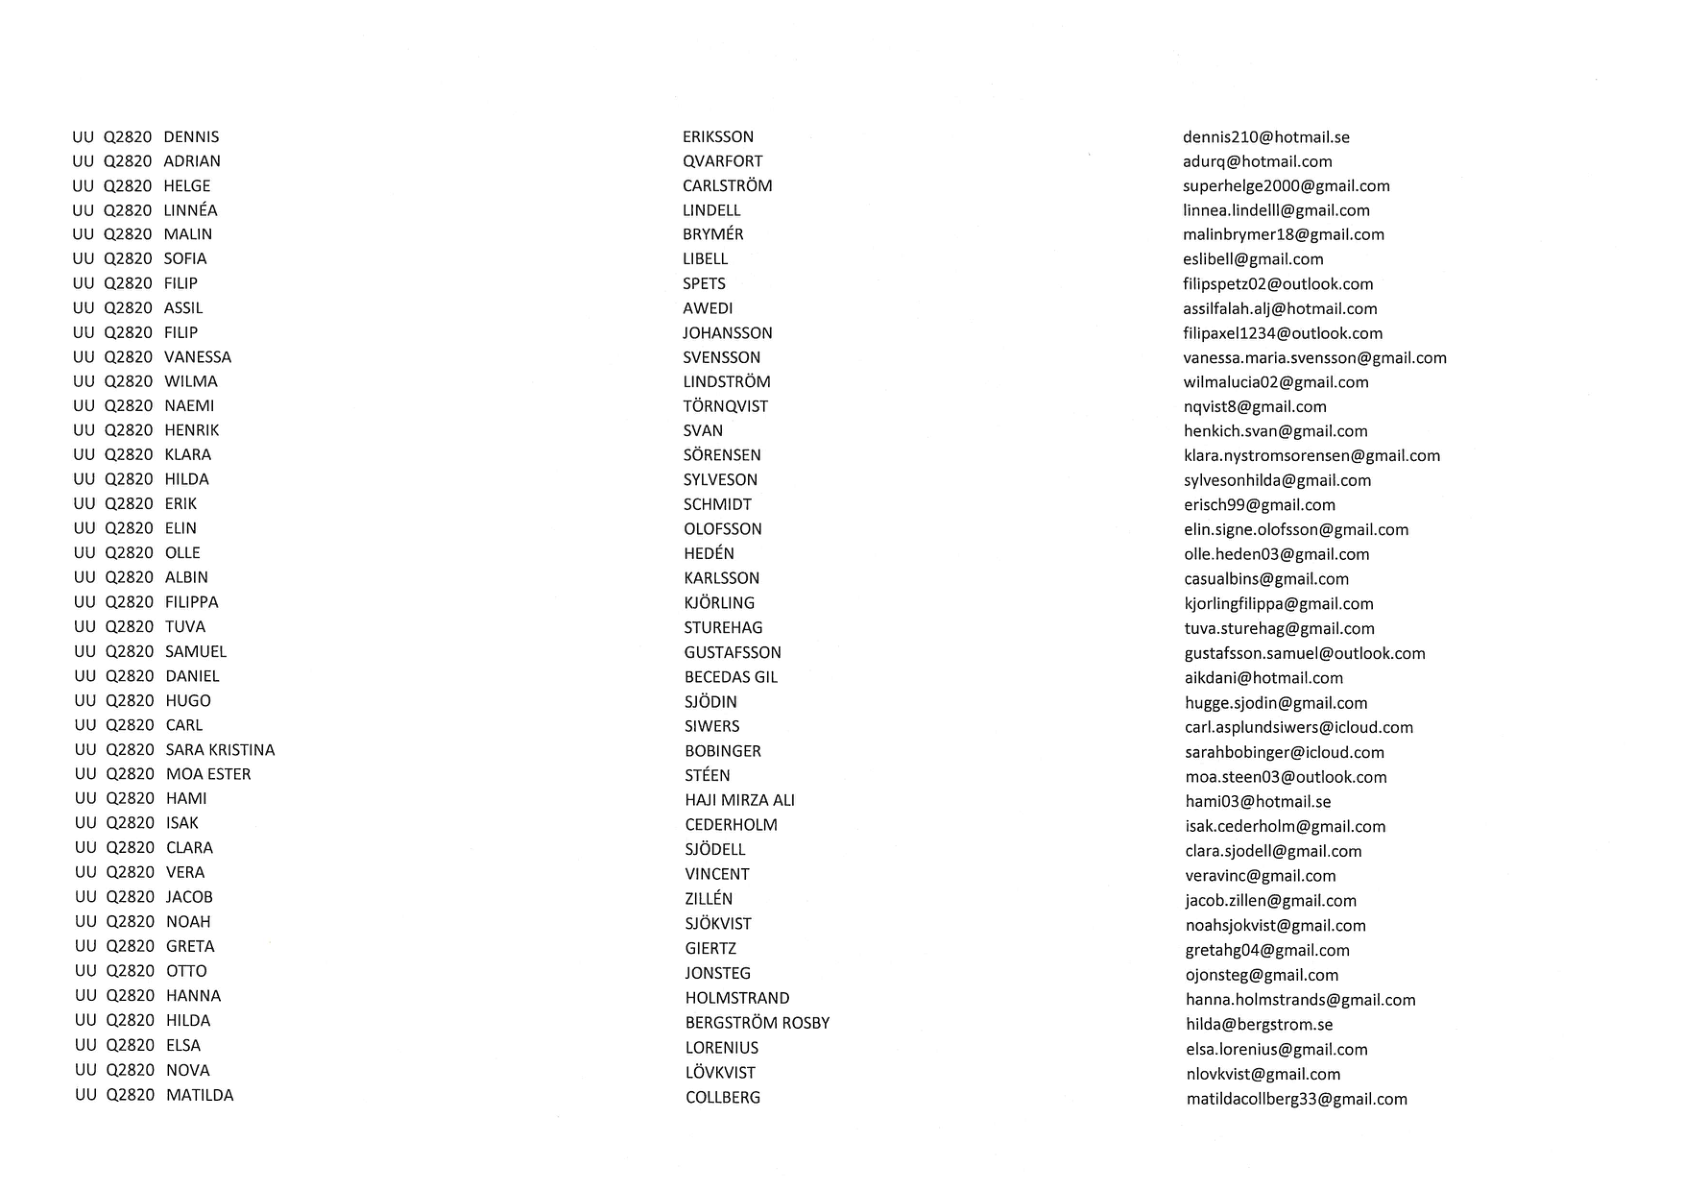 UU Q2820 DENNIS ERIKSSON dennis210@hotmail.se
UU Q2820 ADRIAN QVARFORT adurq@hotmail.com
UU Q2820 HELGE CARLSTRÖM superhelge2000@gmail.com
UU Q2820 LINNÉA LINDELL linnea.lindelll@gmail.com
UU Q2820 MALIN BRYMÉR malinbrymer18@gmail.com
UU Q2820 SOFIA LIBELL eslibell@gmail.com
UU Q2820 FILIP SPETS filipspetz02@outlook.com
UU Q2820 ASSIL AWEDI assilfalah.alj@hotmail.com
UU Q2820 FILIP JOHANSSON filipaxel1234@outlook.com
UU Q2820 VANESSA SVENSSON vanessa.maria.svensson@gmail.com
UU Q2820 WILMA LINDSTRÖM wilmalucia02@gmail.com
UU Q2820 NAEMI TÖRNQVIST nqvist8@gmail.com
UU Q2820 HENRIK SVAN henkich.svan@gmail.com
UU Q2820 KLARA SÖRENSEN klara.nystromsorensen@gmail.com
UU Q2820 HILDA SYLVESON sylvesonhilda@gmail.com
UU Q2820 ERIK SCHMIDT erisch99@gmail.com
UU Q2820 ELIN OLOFSSON elin.signe.olofsson@gmail.com
UU Q2820 OLLE HEDÉN olle.heden03@gmail.com
UU Q2820 ALBIN KARLSSON casualbins@gmail.com
UU Q2820 FILIPPA KJÖRLING kjorlingfilippa@gmail.com
UU Q2820 TUVA STUREHAG tuva.sturehag@gmail.com
UU Q2820 SAMUEL GUSTAFSSON gustafsson.samuel@outlook.com
UU Q2820 DANIEL BECEDAS GIL aikdani@hotmail.com
UU Q2820 HUGO SJÖDIN hugge.sjodin@gmail.com
UU Q2820 CARL SIWERS carl.asplundsiwers@icloud.com
UU Q2820 SARA KRISTINA BOBINGER sarahbobinger@icloud.com
UU Q2820 MOA ESTER STÉEN moa.steen03@outlook.com
UU Q2820 HAMI HAJI MIRZA ALI hami03@hotmail.se
UU Q2820 ISAK CEDERHOLM isak.cederholm@gmail.com
UU Q2820 CLARA SJÖDELL clara.sjodell@gmail.com
UU Q2820 VERA VINCENT veravinc@gmail.com
UU Q2820 JACOB ZILLÉN jacob.zillen@gmail.com
UU Q2820 NOAH SJÖKVIST noahsjokvist@gmail.com
UU Q2820 GRETA GIERTZ gretahg04@gmail.com
UU Q2820 OTTO JONSTEG ojonsteg@gmail.com
UU Q2820 HANNA HOLMSTRAND hanna.holmstrands@gmail.com
UU Q2820 HILDA BERGSTRÖM ROSBY hilda@bergstrom.se
UU Q2820 ELSA LORENIUS elsa.lorenius@gmail.com
UU Q2820 NOVA LÖVKVIST nlovkvist@gmail.com
UU Q2820 MATILDA COLLBERG matildacollberg33@gmail.com